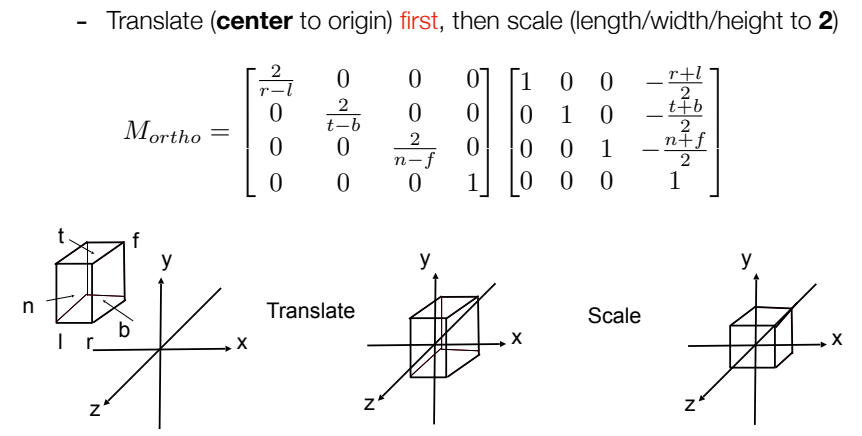 - Translate (center to origin) first, then scale (length/width/height to 2)
M_{ortho} = \begin{bmatrix} \frac{2}{r-l} & 0 & 0 & 0 \\ 0 & \frac{2}{t-b} & 0 & 0 \\ 0 & 0 & \frac{2}{n-f} & 0 \\ 0 & 0 & 0 & 1 \end{bmatrix} \begin{bmatrix} 1 & 0 & 0 & -\frac{r+l}{2} \\ 0 & 1 & 0 & -\frac{t+b}{2} \\ 0 & 0 & 1 & -\frac{n+f}{2} \\ 0 & 0 & 0 & 1 \end{bmatrix}
t
f
n
l
r
b
y
x
z
Translate
y
x
z
Scale
y
x
z